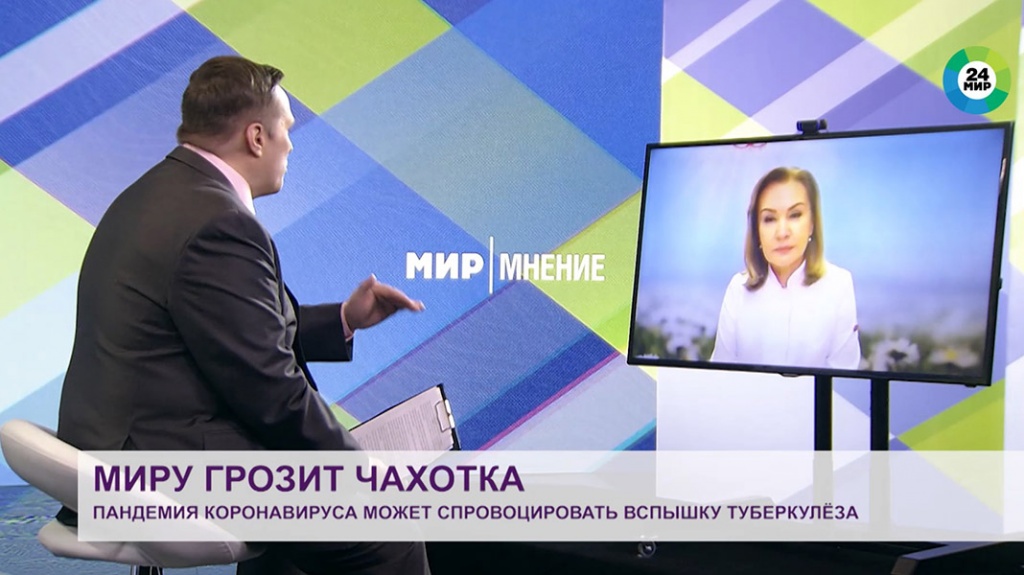 24
МИР
МИР | МНЕНИЕ
МИРУ ГРОЗИТ ЧАХОТКА
ПАНДЕМИЯ КОРОНАВИРУСА МОЖЕТ СПРОВОЦИРОВАТЬ ВСПЫШКУ ТУБЕРКУЛЁЗА